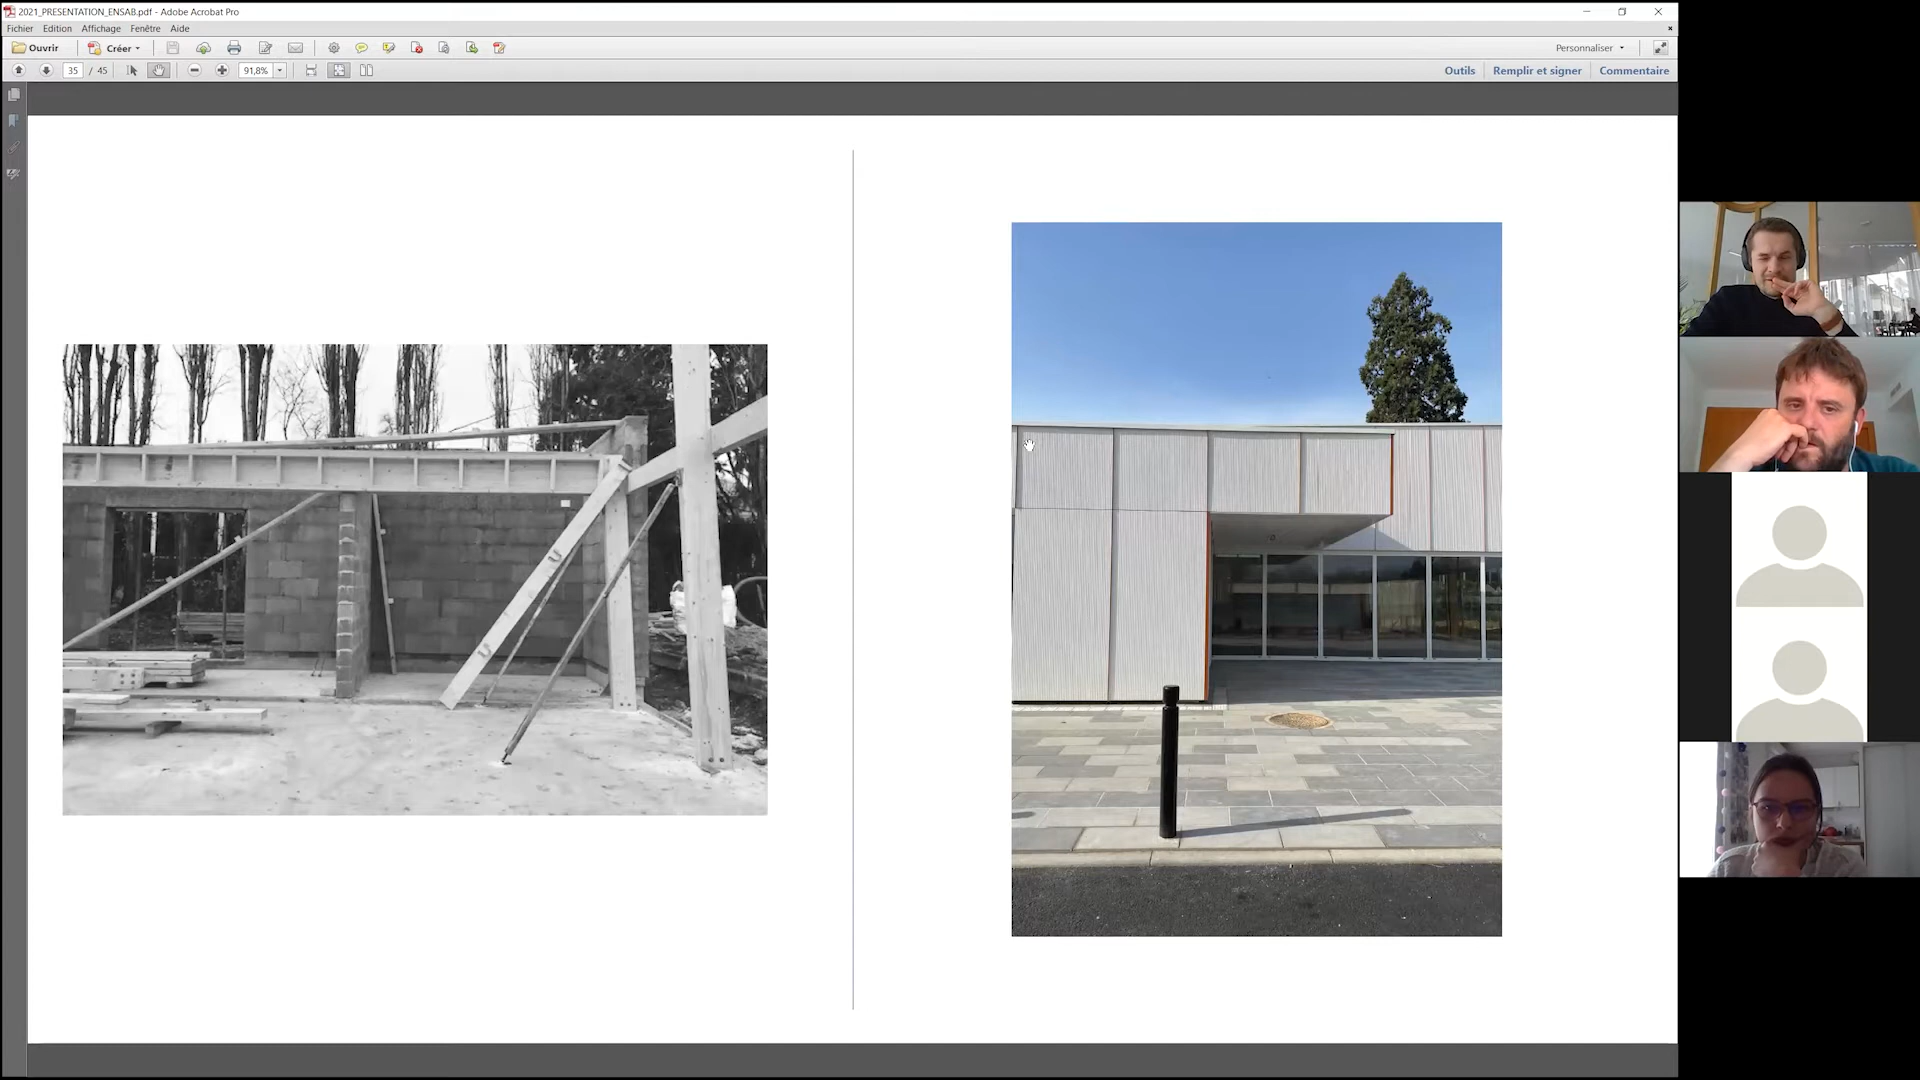 2021_PRESENTATION_ENSAB.pdf - Adobe Acrobat Pro
Fichier Edition Affichage Fenêtre Aide
Ouvrir Créer Personnaliser
35 / 45 91,8% Outils Remplir et signer Commentaire